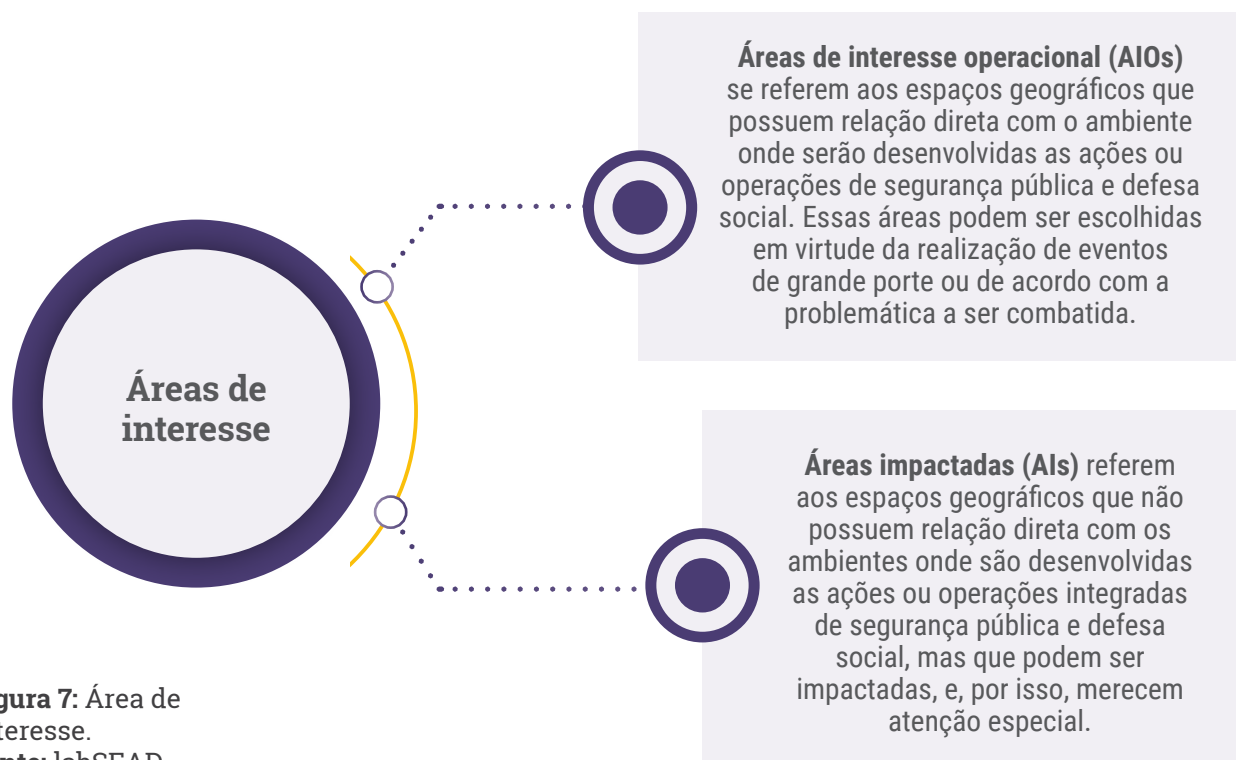 Áreas de interesse operacional (AIOs)
se referem aos espaços geográficos que
possuem relação direta com o ambiente
onde serão desenvolvidas as ações ou
operações de segurança pública e defesa
social. Essas áreas podem ser escolhidas
em virtude da realização de eventos
de grande porte ou de acordo com a
problemática a ser combatida.
Áreas de
interesse
Áreas impactadas (AIs) referem
aos espaços geográficos que não
possuem relação direta com os
ambientes onde são desenvolvidas
as ações ou operações integradas
de segurança pública e defesa
social, mas que podem ser
impactadas, e, por isso, merecem
atenção especial.
gura 7: Área de
teresse.